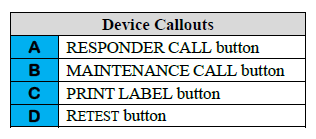 Device Callouts
A RESPONDER CALL button
B MAINTENANCE CALL button
C PRINT LABEL button
D RETEST button